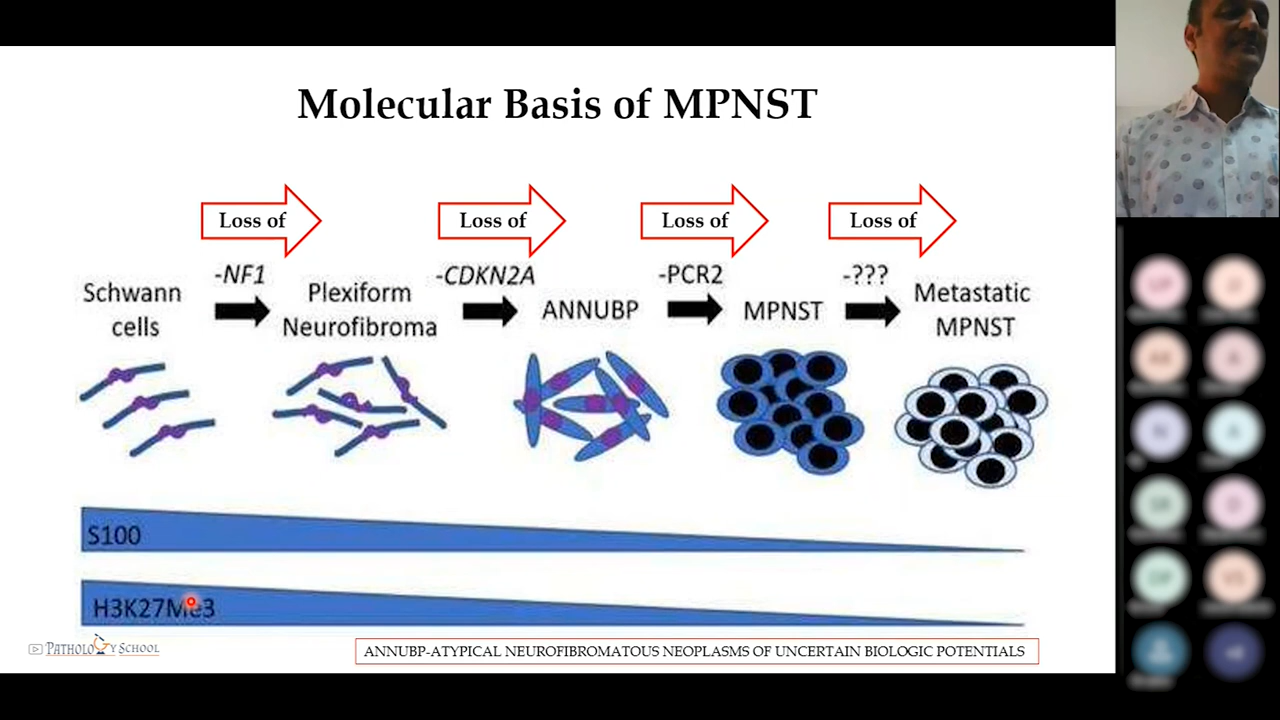 Molecular Basis of MPNST
Loss of
Loss of
Loss of
Loss of
-NF1
-CDKN2A
-PCR2
-???
Schwann
cells
Plexiform
Neurofibroma
ANNUBP
MPNST
Metastatic
MPNST
S100
H3K27Me3
PATHOLOGY SCHOOL
ANNUBP-ATYPICAL NEUROFIBROMATOUS NEOPLASMS OF UNCERTAIN BIOLOGIC POTENTIALS